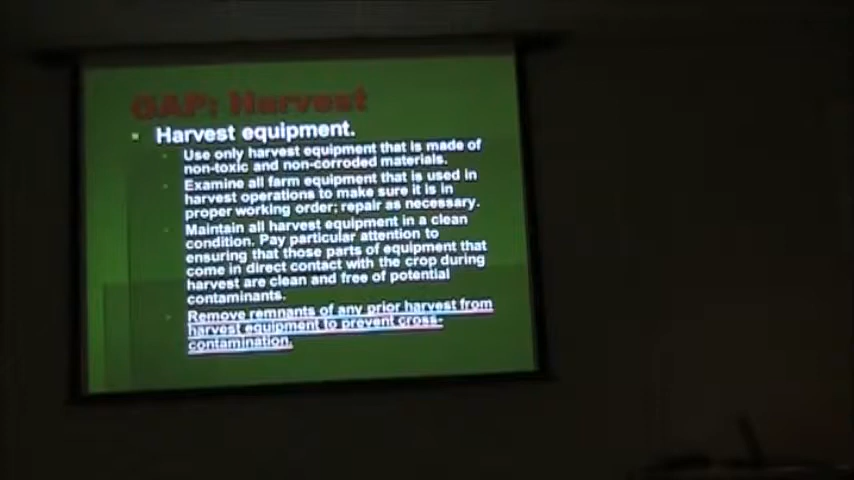 GAP: Harvest
Harvest equipment.
Use only harvest equipment that is made of
non-toxic and non-corroded materials.
Examine all farm equipment that is used in
harvest operations to make sure it is in
proper working order; repair as necessary.
Maintain all harvest equipment in a clean
condition. Pay particular attention to
ensuring that those parts of equipment that
come in direct contact with the crop during
harvest are clean and free of potential
contaminants.
Remove remnants of any prior harvest from
harvest equipment to prevent cross-
contamination.